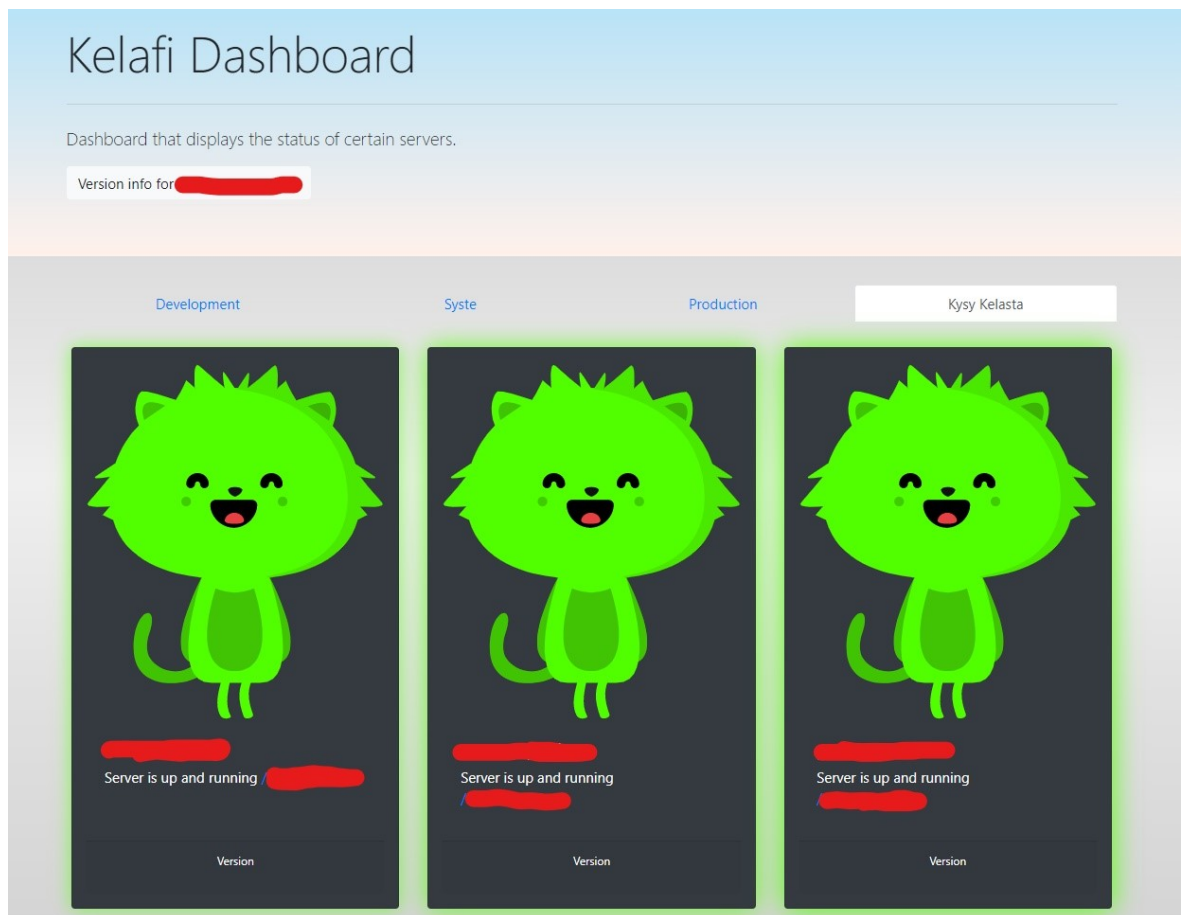 Kelafi Dashboard
Dashboard that displays the status of certain servers.
Version info for
Development Syste Production Kysy Kelasta
Server is up and running /
Server is up and running
/
Server is up and running
/
Version Version Version